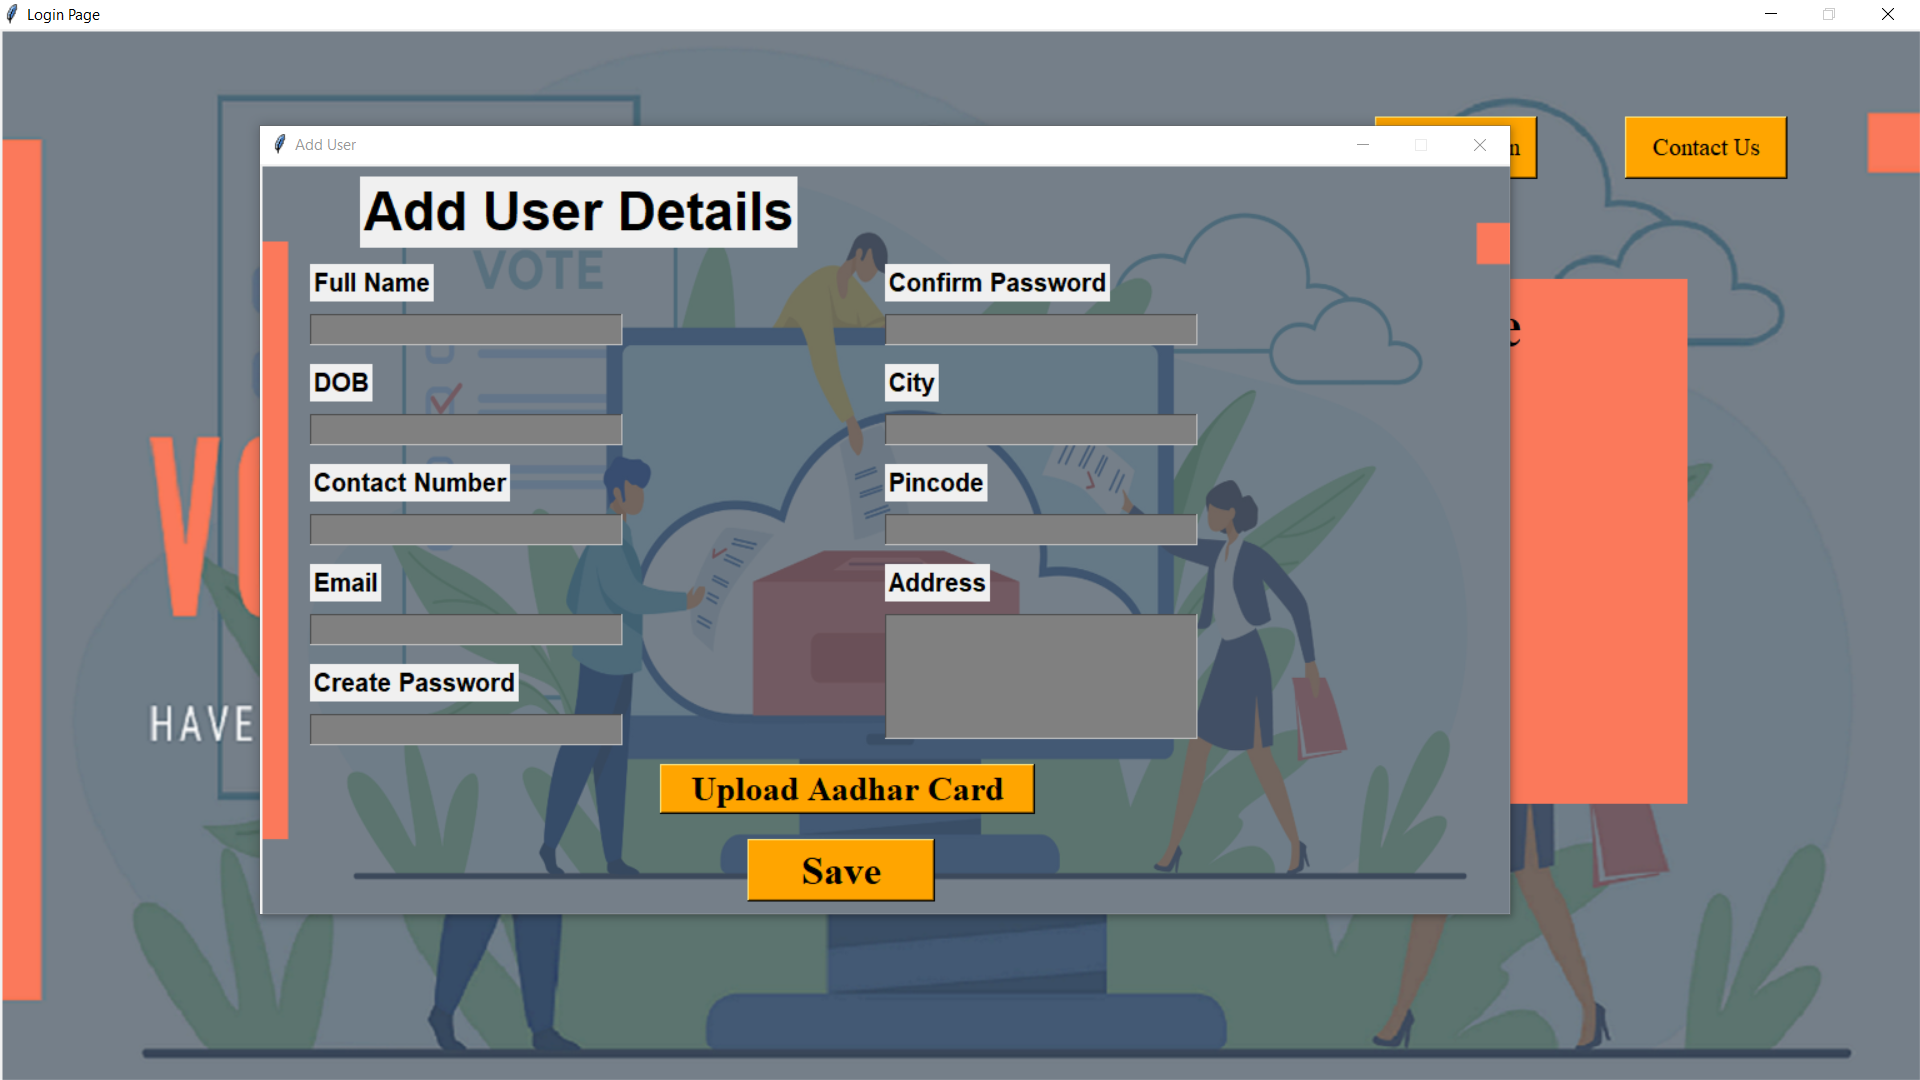 Login Page
Contact Us
Add User
Add User Details
VOTE
Full Name
DOB
Contact Number
Email
Create Password
Confirm Password
City
Pincode
Address
Upload Aadhar Card
Save
HAVE